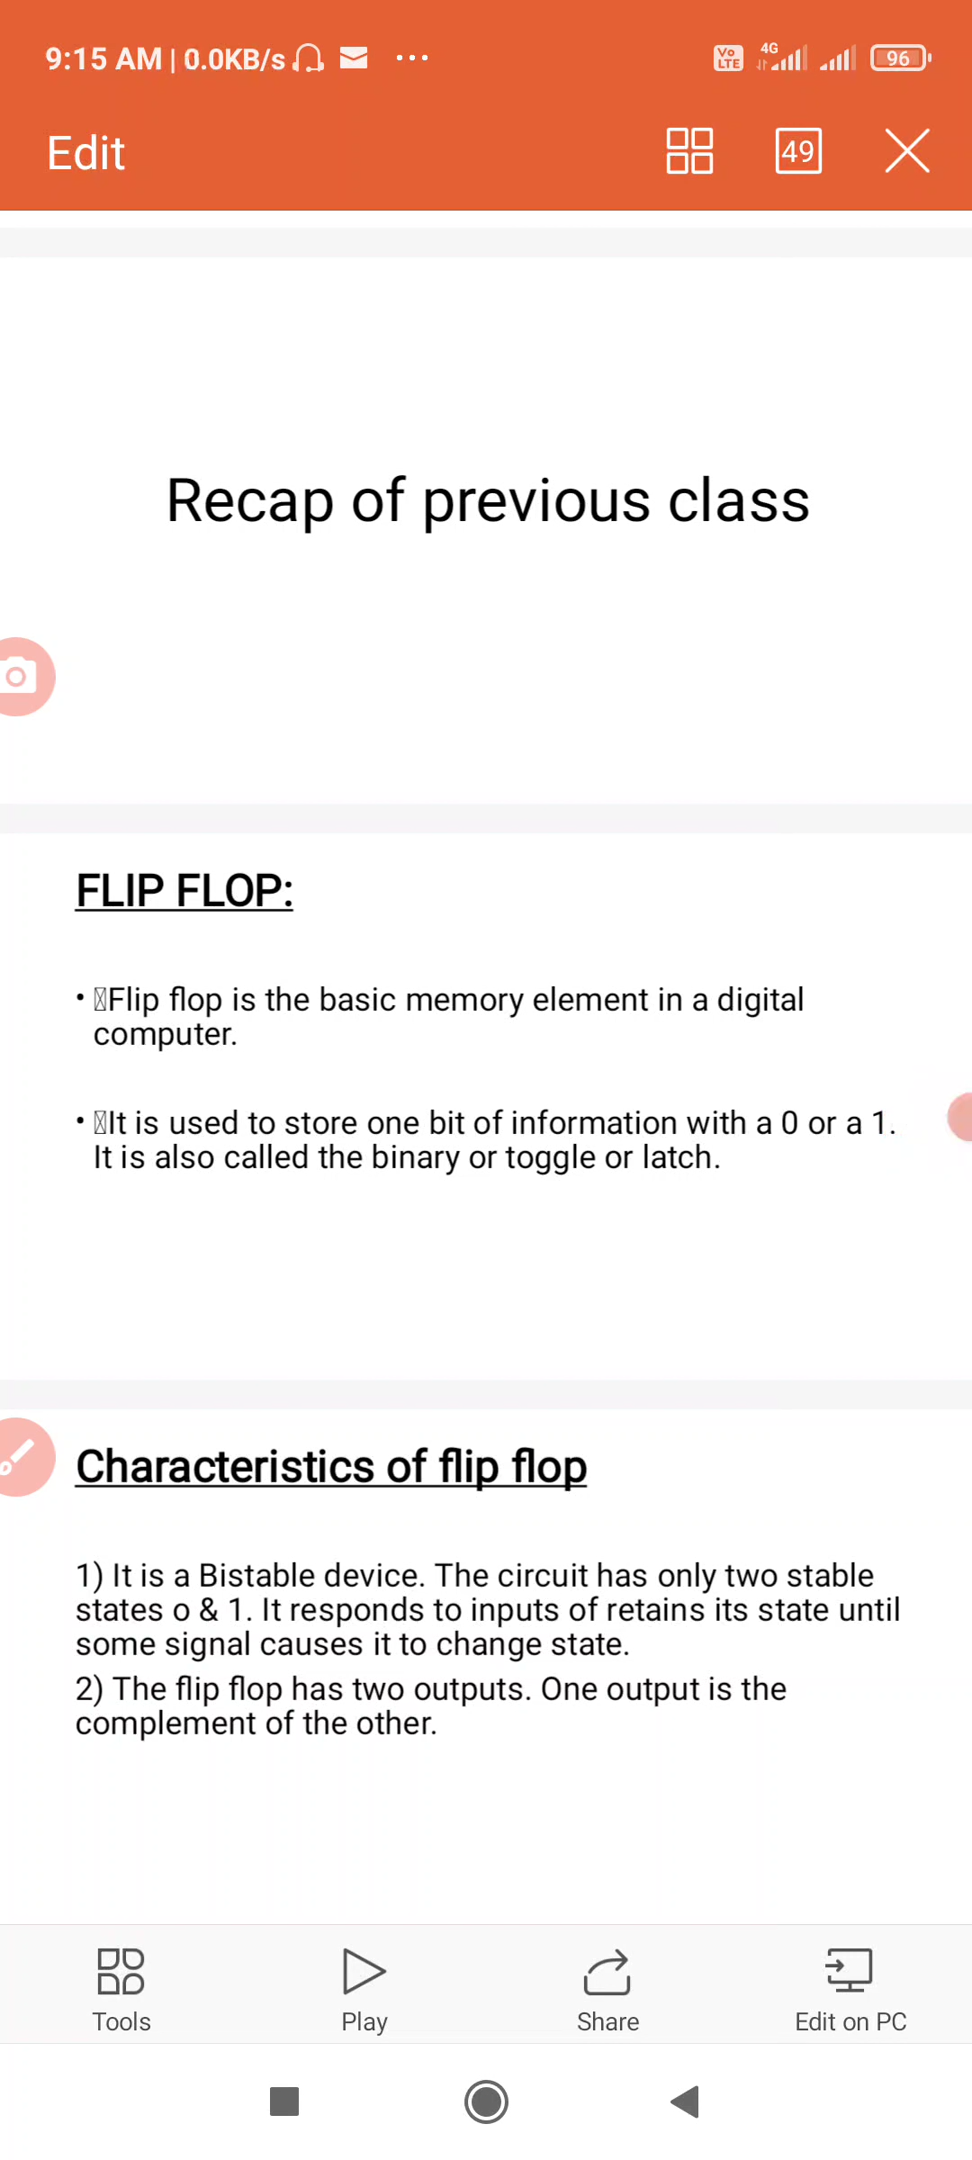 9:15 AM | 0.0KB/s ... Vo LTE 4G 96
Edit 49
Recap of previous class
FLIP FLOP:
• Flip flop is the basic memory element in a digital
computer.
• It is used to store one bit of information with a 0 or a 1.
It is also called the binary or toggle or latch.
Characteristics of flip flop
1) It is a Bistable device. The circuit has only two stable
states o & 1. It responds to inputs of retains its state until
some signal causes it to change state.
2) The flip flop has two outputs. One output is the
complement of the other.
Tools Play Share Edit on PC